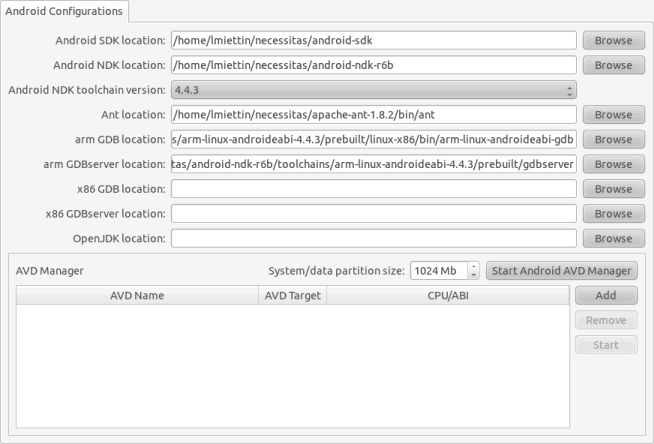 Android Configurations
Android SDK location: /home/lmiettin/necessitas/android-sdk Browse
Android NDK location: /home/lmiettin/necessitas/android-ndk-r6b Browse
Android NDK toolchain version: 4.4.3
Ant location: /home/lmiettin/necessitas/apache-ant-1.8.2/bin/ant Browse
arm GDB location: s/arm-linux-androideabi-4.4.3/prebuilt/linux-x86/bin/arm-linux-androideabi-gdb Browse
arm GDBserver location: tas/android-ndk-r6b/toolchains/arm-linux-androideabi-4.4.3/prebuilt/gdbserver Browse
x86 GDB location: Browse
x86 GDBserver location: Browse
OpenJDK location: Browse
AVD Manager System/data partition size: 1024 Mb Start Android AVD Manager
AVD Name AVD Target CPU/ABI Add
Remove
Start